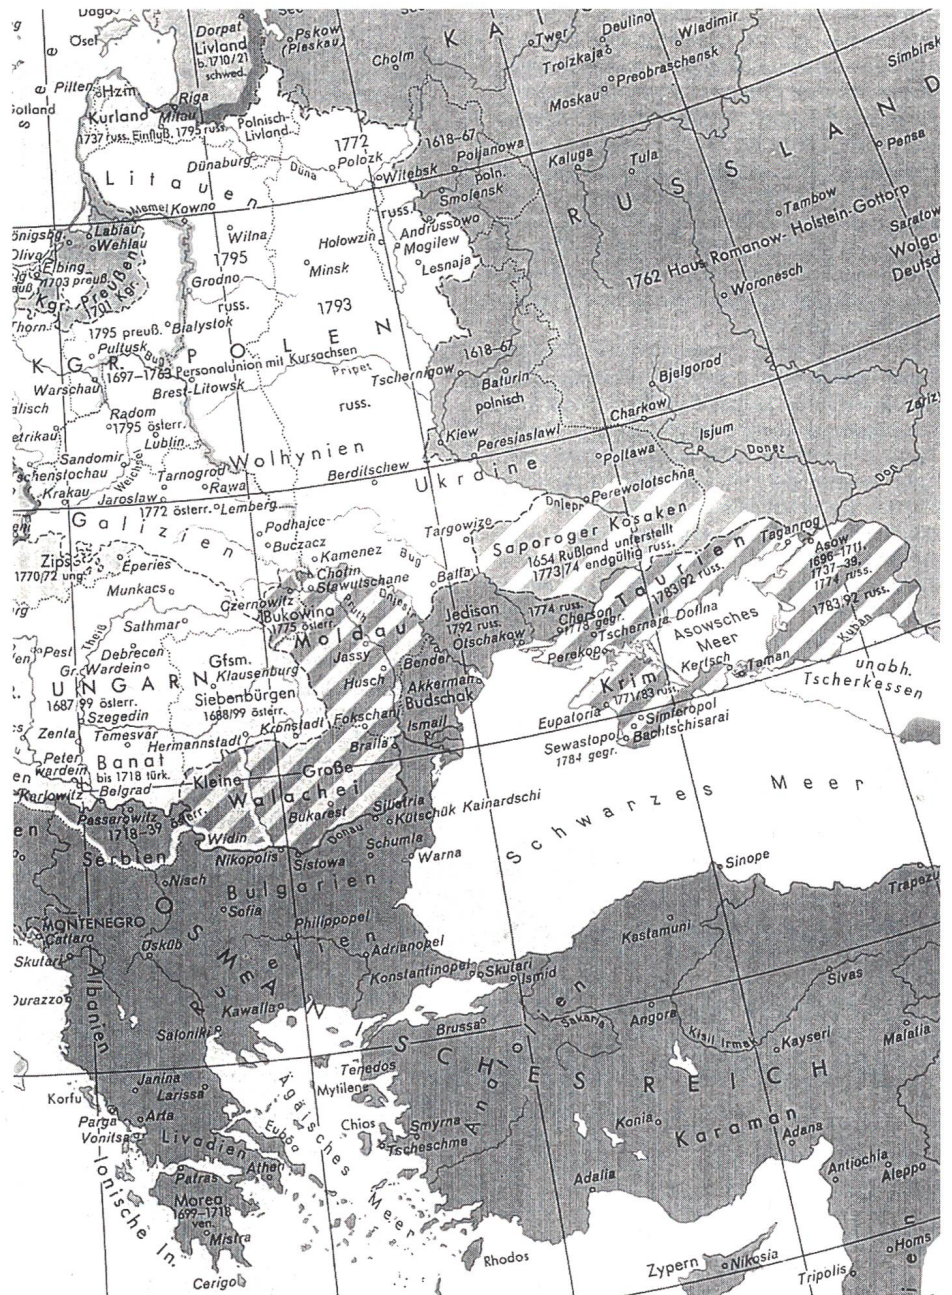 Dagö
Ösel
Dorpat
Livland
b. 1710/21
schwed.
Pskow
(Pleskau)
Cholm
Twer
Deulino
Wladimir
Troizkaja
Preobraschensk
Moskau
Simbirsk
Pilten
Hzm.
Kurland
Riga
Mitau
1737 russ. Einfluß. 1795 russ.
Polnisch-
Livland
1772
1618-67
Gotland
Litauen
Dünaburg
Düna
Polozk
Witebsk
Poljanowa
poln.
Smolensk
Kaluga
Tula
RUSSLAND
Pensa
Memel
Kowno
Tambow
1762 Haus Romanow-Holstein-Gottorp
Saratow
Wolga
Deutsch
Labiau
Wehlau
Oliva
Elbing
1703 preuß.
Kgr. Preußen
1701 Kgr.
Thorn
Wilna
1795
Holowzin
russ.
Andrussowo
Mogilew
Lesnaja
Minsk
Grodno
russ.
1793
Woronesch
1795 preuß.
Bialystok
Pultusk
Bug
KGR. POLEN
1697-1763 Personalunion mit Kursachsen
Pripet
Warschau
Brest-Litowsk
russ.
Tschernigow
1618-67
Baturin
polnisch
Bjelgorod
Charkow
Radom
1795 österr.
Lublin
Kiew
Peresiaslawl
Isjum
Donez
Don
Wolhynien
Sandomir
Weichsel
Tarnogrod
Rawa
Krakau
Jaroslaw
Berditschew
Ukraine
Poltawa
Perewolotschna
1772 österr.
Lemberg
Galizien
Podhajce
Buczacz
Targowize
Dnjepr
Saporoger Kosaken
1654 Rußland unterstellt
1773/74 endgültig russ.
Zips
1770/72 ung.
Eperies
Kamenez
Chotin
Stawutschane
Bug
Balta
Taganrog
Asow
1696-1711,
1737-39,
1774 russ.
Taurien
1783/92 russ.
1783/92 russ.
Kuban
Munkacs
Czernowitz
Bukowina
1775 österr.
Pruth
Dnjestr
Jedisan
1792 russ.
Otschakow
1774 russ.
Cherson
1778 gegr.
Tschernaja Dolina
Asowsches
Meer
Perekop
Kertsch
Taman
unabh.
Tscherkessen
Sathmar
Theiß
Pest
Debrecen
Gr. Wardein
UNGARN
1687/99 österr.
Szegedin
Gfsm.
Klausenburg
Siebenbürgen
1688/99 österr.
Moldau
Jassy
Husch
Bender
Akkerman
Budschak
Ismail
Krim
1771/83 russ.
Eupatoria
Simferopol
Sewastopol
Bachtschisarai
1784 gegr.
Zenta
Temesvar
Hermannstadt
Kronstadt
Fokschani
Braila
Peter
wardein
Banat
bis 1718 türk.
Karlowitz
Belgrad
Kleine
Große
Walachei
Bukarest
Silistria
Kütschük Kainardschi
Passarowitz
1718-39 österr.
Widin
Donau
Schumla
Serbien
Nikopolis
Sistowa
Warna
Schwarzes Meer
Sinope
Trapezu
Nisch
Bulgarien
Sofia
Philippopel
Kastamuni
MONTENEGRO
Cattaro
Skutari
Üsküb
OSMANISCHES REICH
Rumelien
Adrianopel
Konstantinopel
Skutari
Ismid
Durazzo
Albanien
Kawalla
Saloniki
Brussa
Sakaria
Angora
Kisil Irmak
Sivas
Kayseri
Malatia
Anatolien
Tenedos
Mytilene
Janina
Larissa
Korfu
Ägäisches Meer
Parga
Arta
Vonitsa
Livadien
Euböa
Chios
Smyrna
Tscheschme
Konia
Karaman
Adana
Ionische In.
Patras
Athen
Adalia
Antiochia
Aleppo
Morea
1699-1718
ven.
Mistra
Rhodos
Zypern
Nikosia
Homs
Tripolis
Cerigo